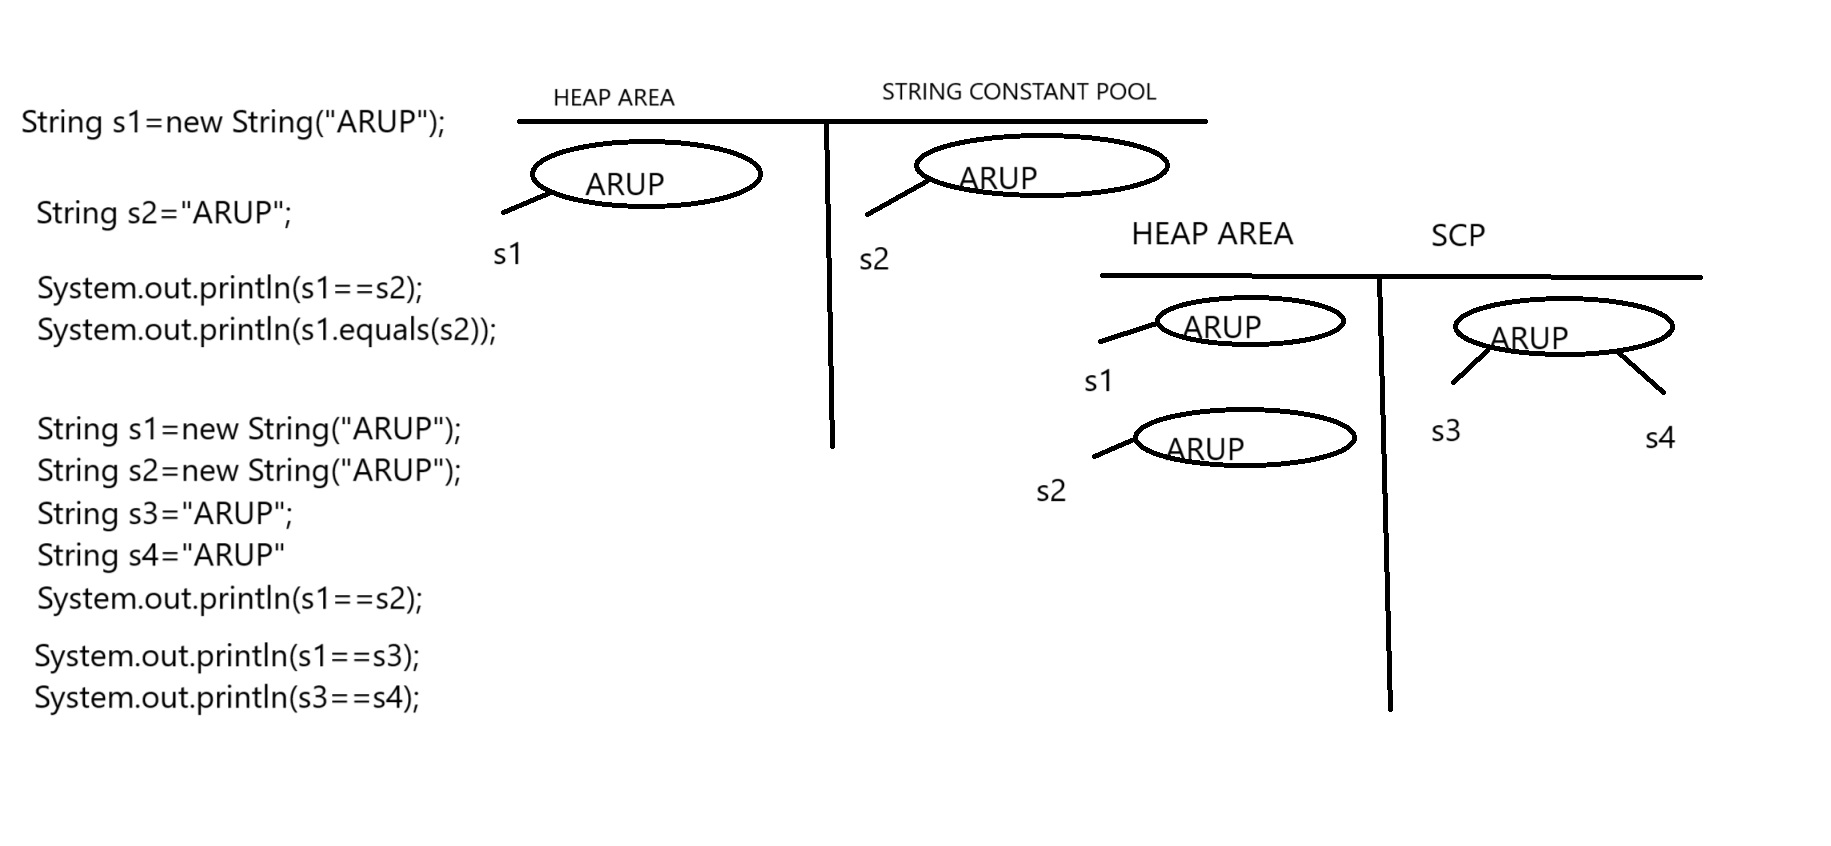 String s1=new String("ARUP");
String s2="ARUP";
System.out.println(s1==s2);
System.out.println(s1.equals(s2));
String s1=new String("ARUP");
String s2=new String("ARUP");
String s3="ARUP";
String s4="ARUP"
System.out.println(s1==s2);
System.out.println(s1==s3);
System.out.println(s3==s4);
HEAP AREA STRING CONSTANT POOL
ARUP ARUP
s1 s2
HEAP AREA SCP
ARUP ARUP
s1
s3 s4
ARUP
s2